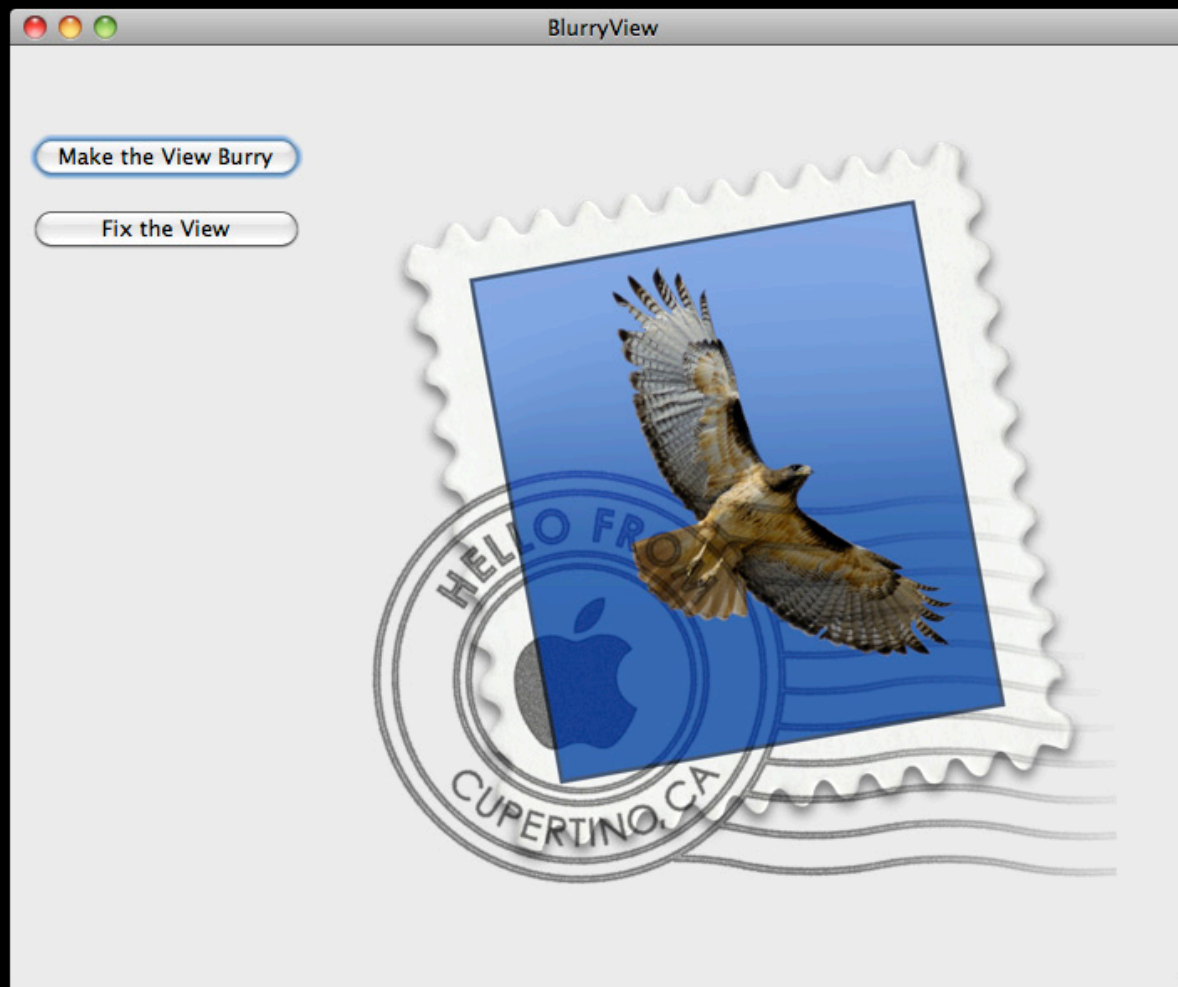 BlurryView
Make the View Burry
Fix the View
HELLO FROM
CUPERTINO, CA